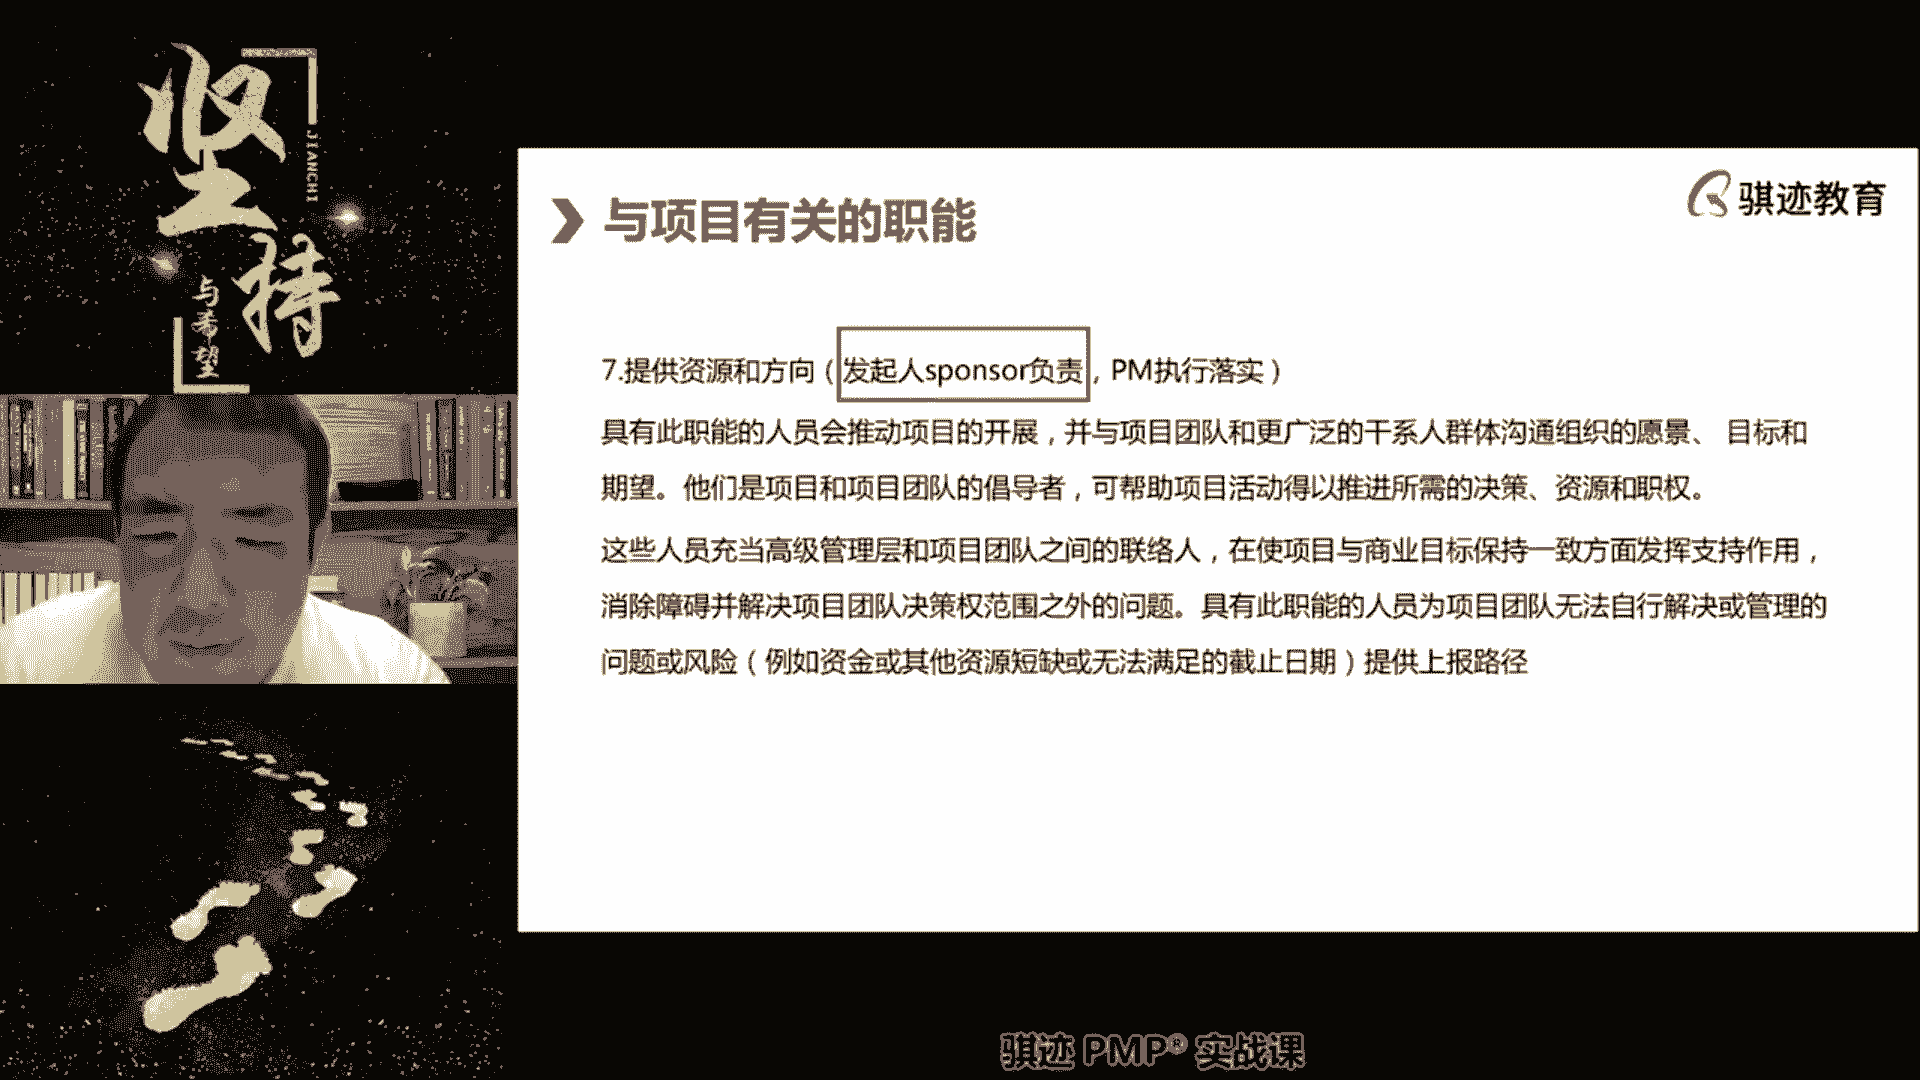 坚持
JIANCHI
与希望
骐迹教育
与项目有关的职能
7.提供资源和方向（发起人sponsor负责，PM执行落实）
具有此职能的人员会推动项目的开展，并与项目团队和更广泛的干系人群体沟通组织的愿景、 目标和
期望。他们是项目和项目团队的倡导者，可帮助项目活动得以推进所需的决策、资源和职权。
这些人员充当高级管理层和项目团队之间的联络人，在使项目与商业目标保持一致方面发挥支持作用，
消除障碍并解决项目团队决策权范围之外的问题。具有此职能的人员为项目团队无法自行解决或管理的
问题或风险（例如资金或其他资源短缺或无法满足的截止日期）提供上报路径
骐迹 PMP® 实战课